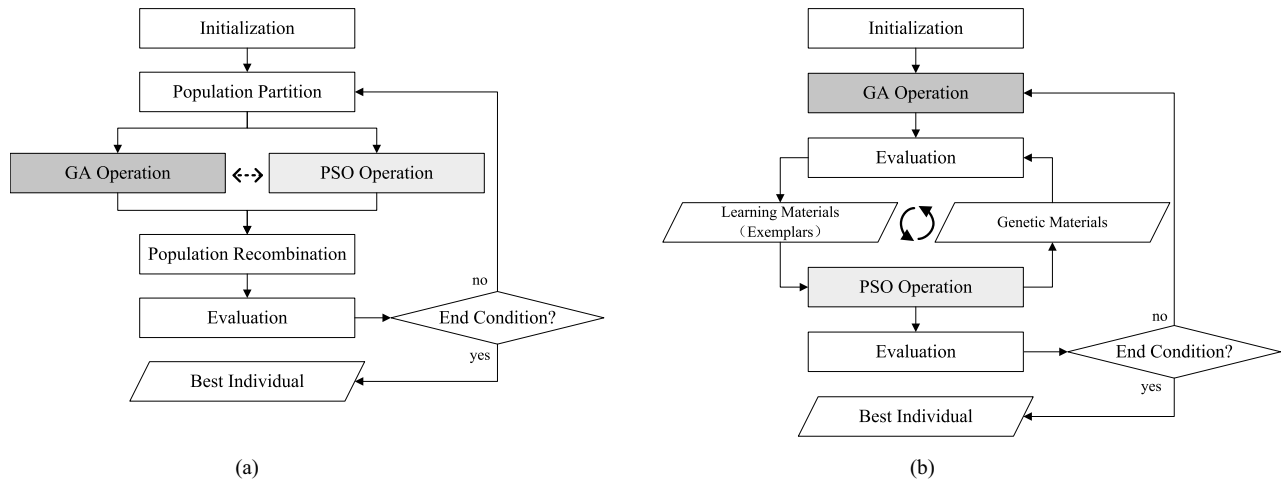 Initialization
Population Partition
GA Operation
PSO Operation
Population Recombination
no
Evaluation
End Condition?
yes
Best Individual
(a)
Initialization
GA Operation
Evaluation
Learning Materials
（Exemplars）
Genetic Materials
PSO Operation
no
Evaluation
End Condition?
yes
Best Individual
(b)